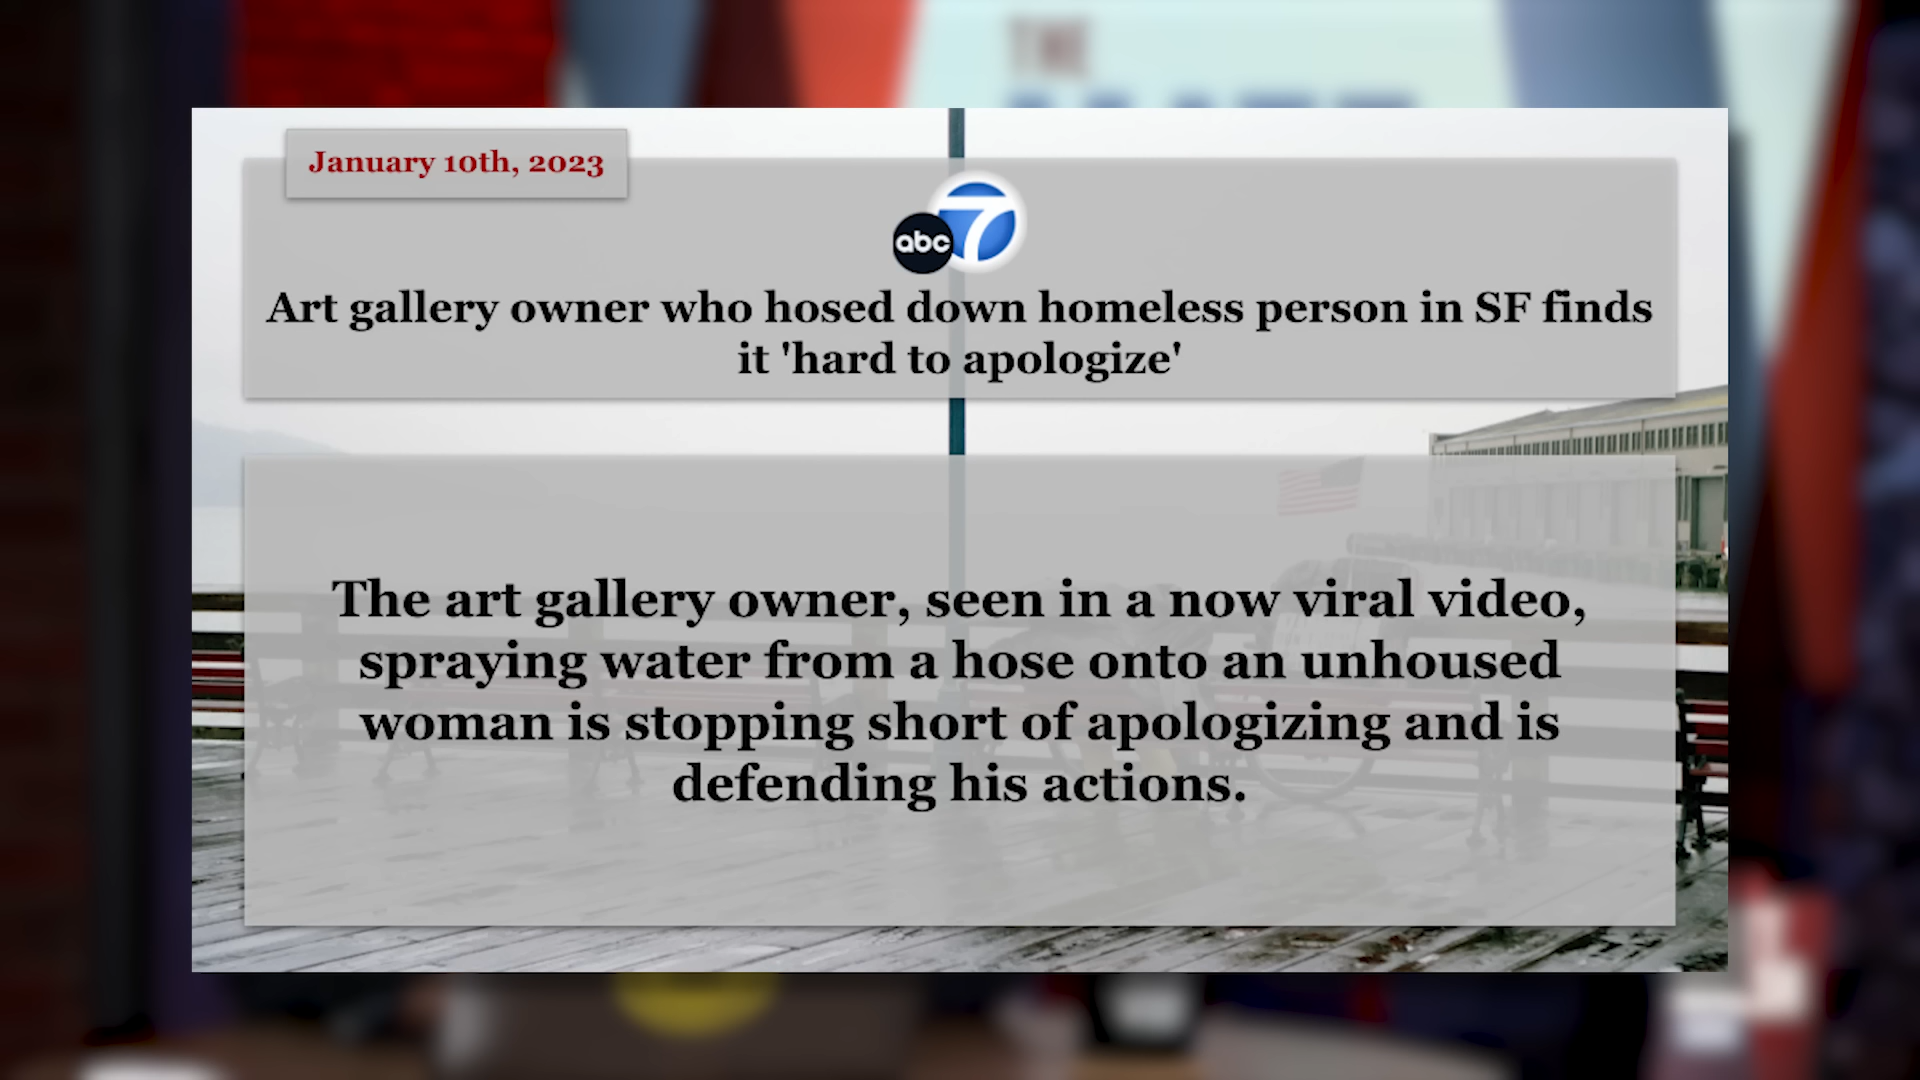 THE
January 10th, 2023
abc 7
Art gallery owner who hosed down homeless person in SF finds
it 'hard to apologize'
The art gallery owner, seen in a now viral video,
spraying water from a hose onto an unhoused
woman is stopping short of apologizing and is
defending his actions.